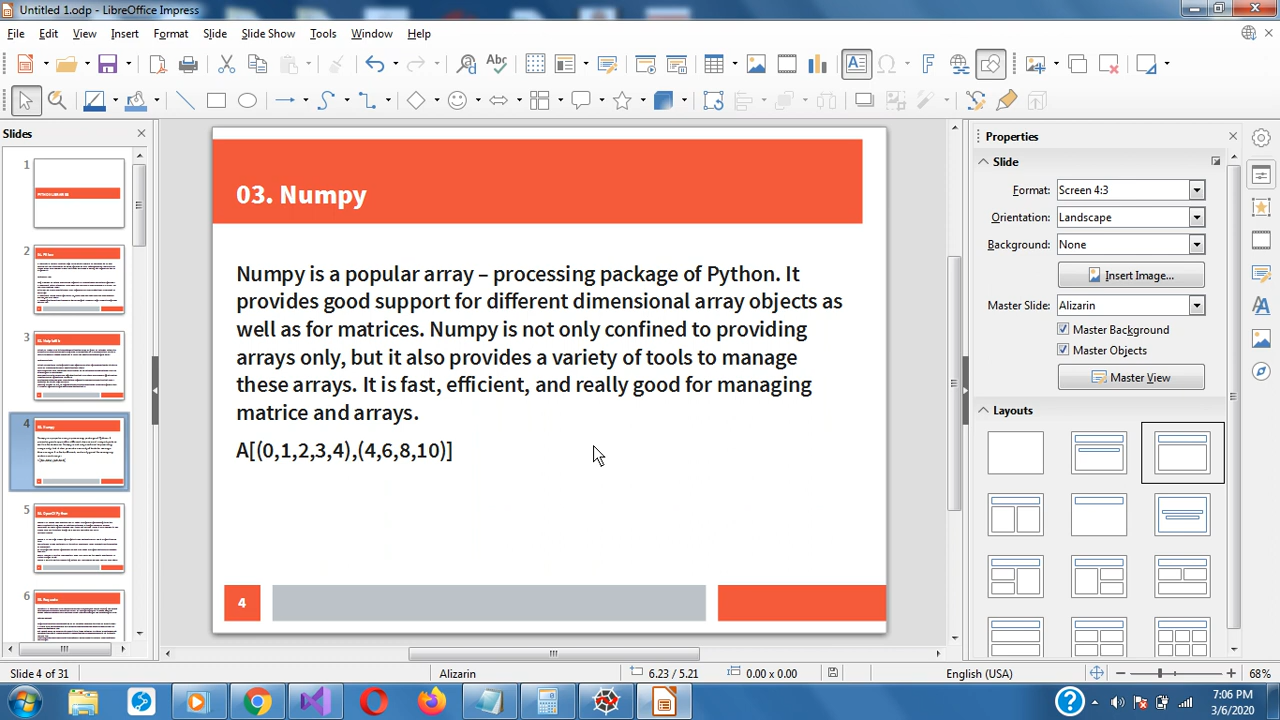 Untitled 1.odp - LibreOffice Impress
File Edit View Insert Format Slide Slide Show Tools Window Help
Slides
Properties
1
2
3
4
5
6
03. Numpy
Numpy is a popular array – processing package of Python. It
provides good support for different dimensional array objects as
well as for matrices. Numpy is not only confined to providing
arrays only, but it also provides a variety of tools to manage
these arrays. It is fast, efficient, and really good for managing
matrice and arrays.
A[(0,1,2,3,4),(4,6,8,10)]
4
Slide
Format: Screen 4:3
Orientation: Landscape
Background: None
Insert Image...
Master Slide: Alizarin
Master Background
Master Objects
Master View
Layouts
Slide 4 of 31 Alizarin 6.23 / 5.21 0.00 x 0.00 English (USA) 68%
7:06 PM
3/6/2020